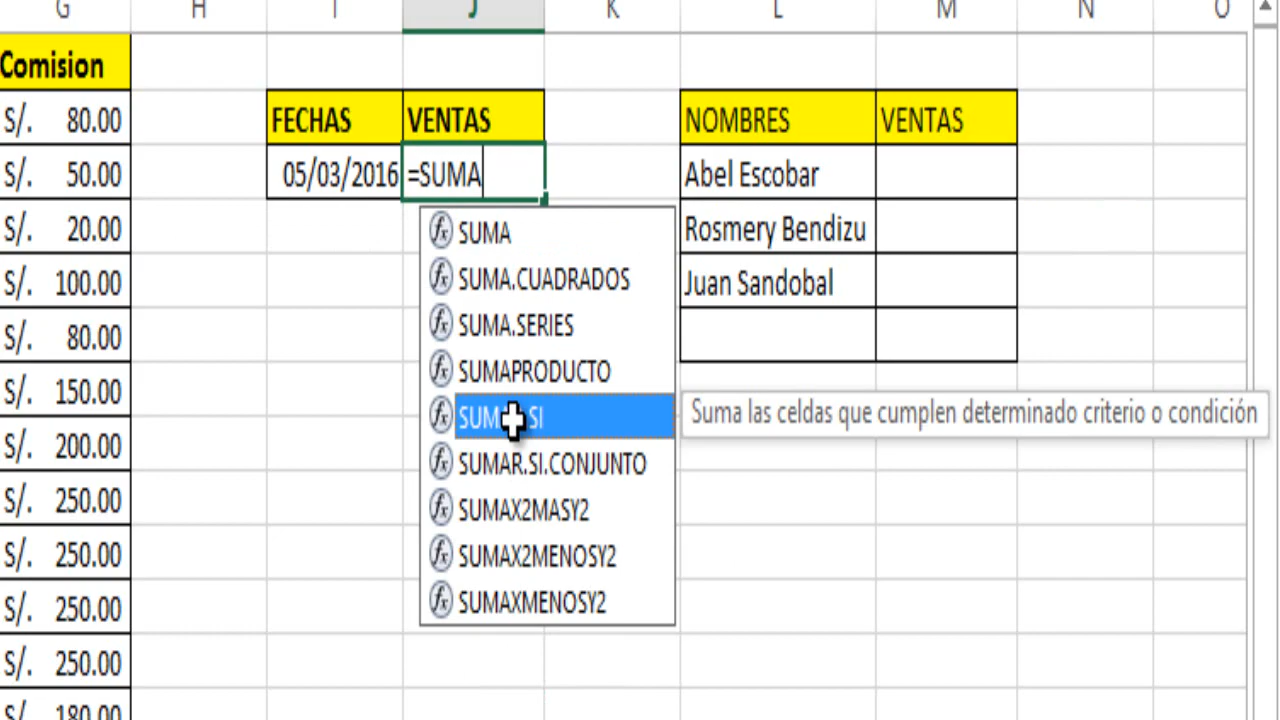 G H I J K L M N O
Comision
S/. 80.00 FECHAS VENTAS NOMBRES VENTAS
S/. 50.00 05/03/2016 =SUMA Abel Escobar
S/. 20.00 SUMA Rosmery Bendizu
S/. 100.00 SUMA.CUADRADOS Juan Sandobal
S/. 80.00 SUMA.SERIES
SUMAPRODUCTO
S/. 150.00 SI Suma las celdas que cumplen determinado criterio o condición
S/. 200.00 SUMAR.SI.CONJUNTO
S/. 250.00 SUMAX2MASY2
S/. 250.00 SUMAX2MENOSY2
S/. 250.00 SUMAXMENOSY2
S/. 250.00
S/. 180.00